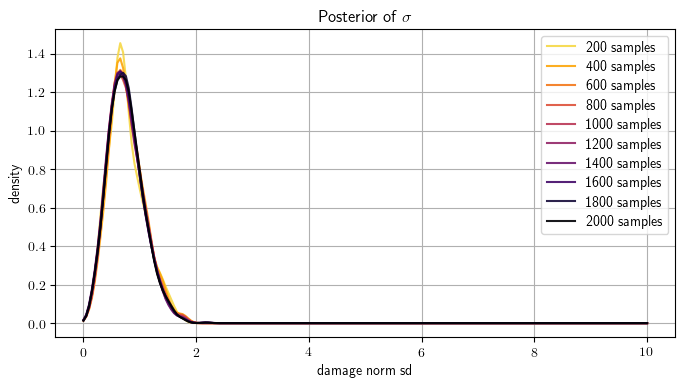 Posterior of σ
density
1.4
1.2
1.0
0.8
0.6
0.4
0.2
0.0
0 2 4 6 8 10
damage norm sd
200 samples
400 samples
600 samples
800 samples
1000 samples
1200 samples
1400 samples
1600 samples
1800 samples
2000 samples